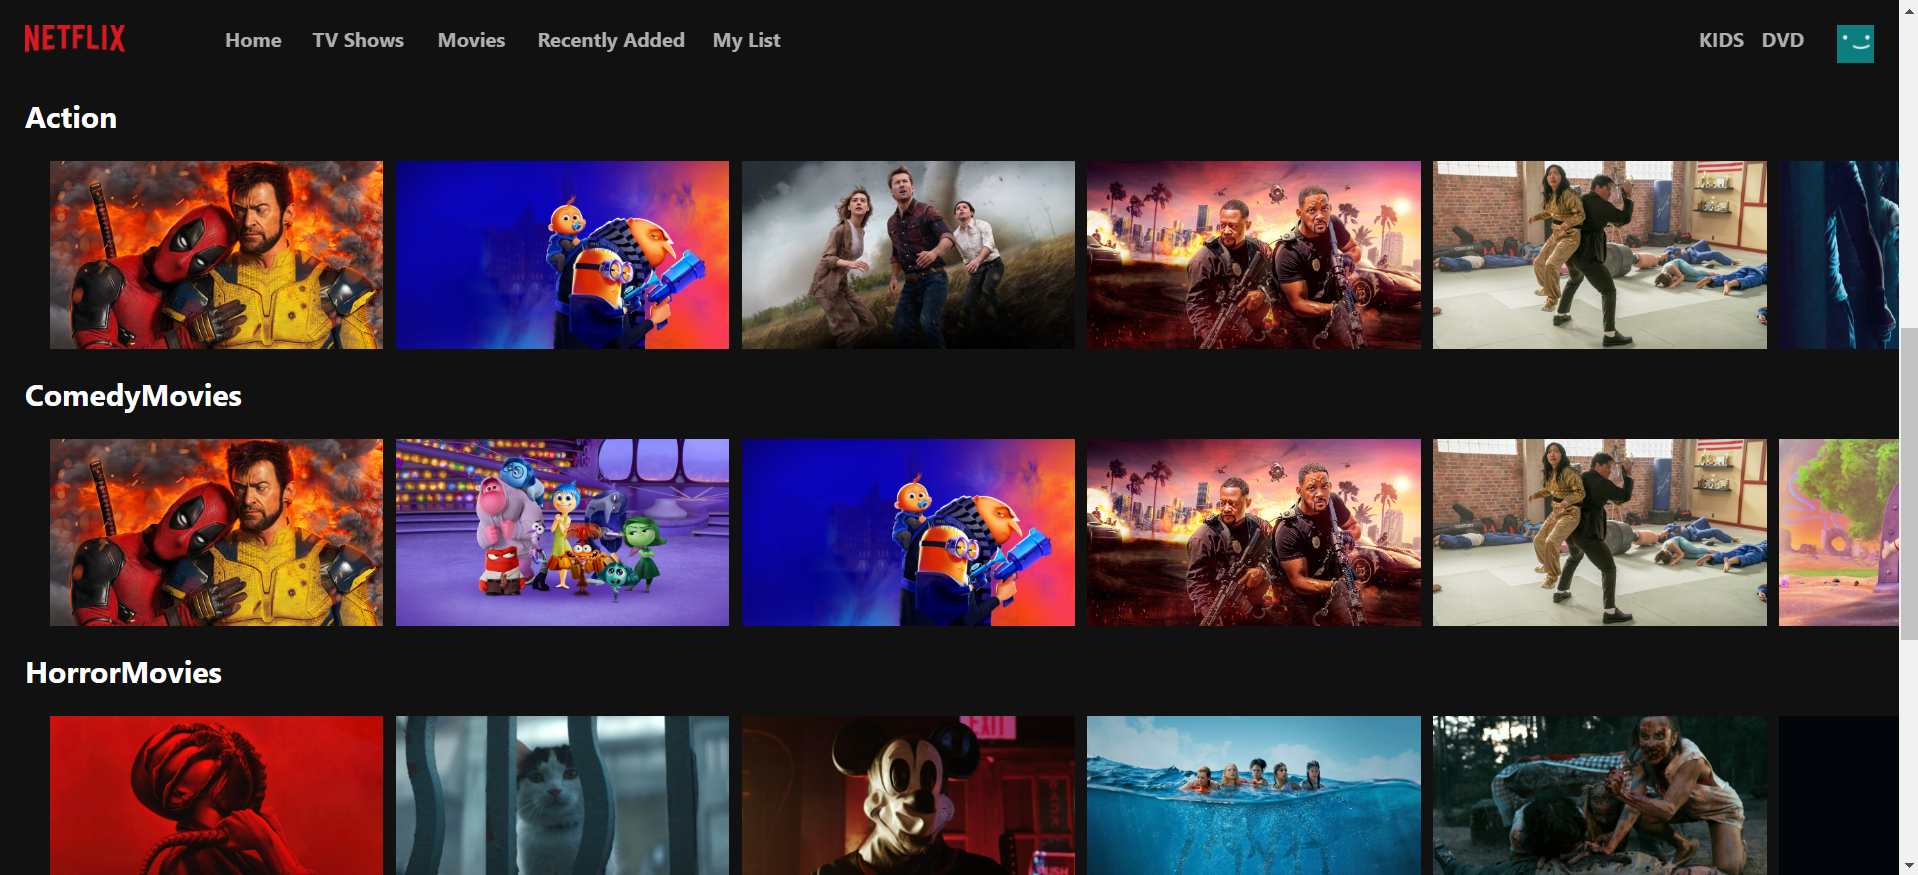 NETFLIX
Home TV Shows Movies Recently Added My List KIDS DVD
Action
ComedyMovies
HorrorMovies
EXIT